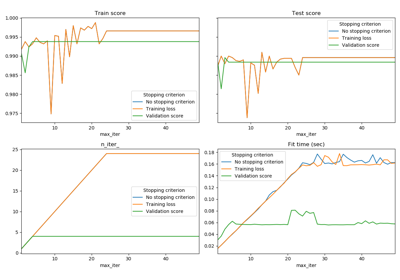 Train score
1.000
0.995
0.990
0.985
0.980
0.975
Stopping criterion
No stopping criterion
Training loss
Validation score
10 20 30 40
max_iter
Test score
Stopping criterion
No stopping criterion
Training loss
Validation score
10 20 30 40
max_iter
n_iter_
25
20
15
10
5
0
Stopping criterion
No stopping criterion
Training loss
Validation score
10 20 30 40
max_iter
Fit time (sec)
0.18
0.16
0.14
0.12
0.10
0.08
0.06
0.04
0.02
Stopping criterion
No stopping criterion
Training loss
Validation score
10 20 30 40
max_iter